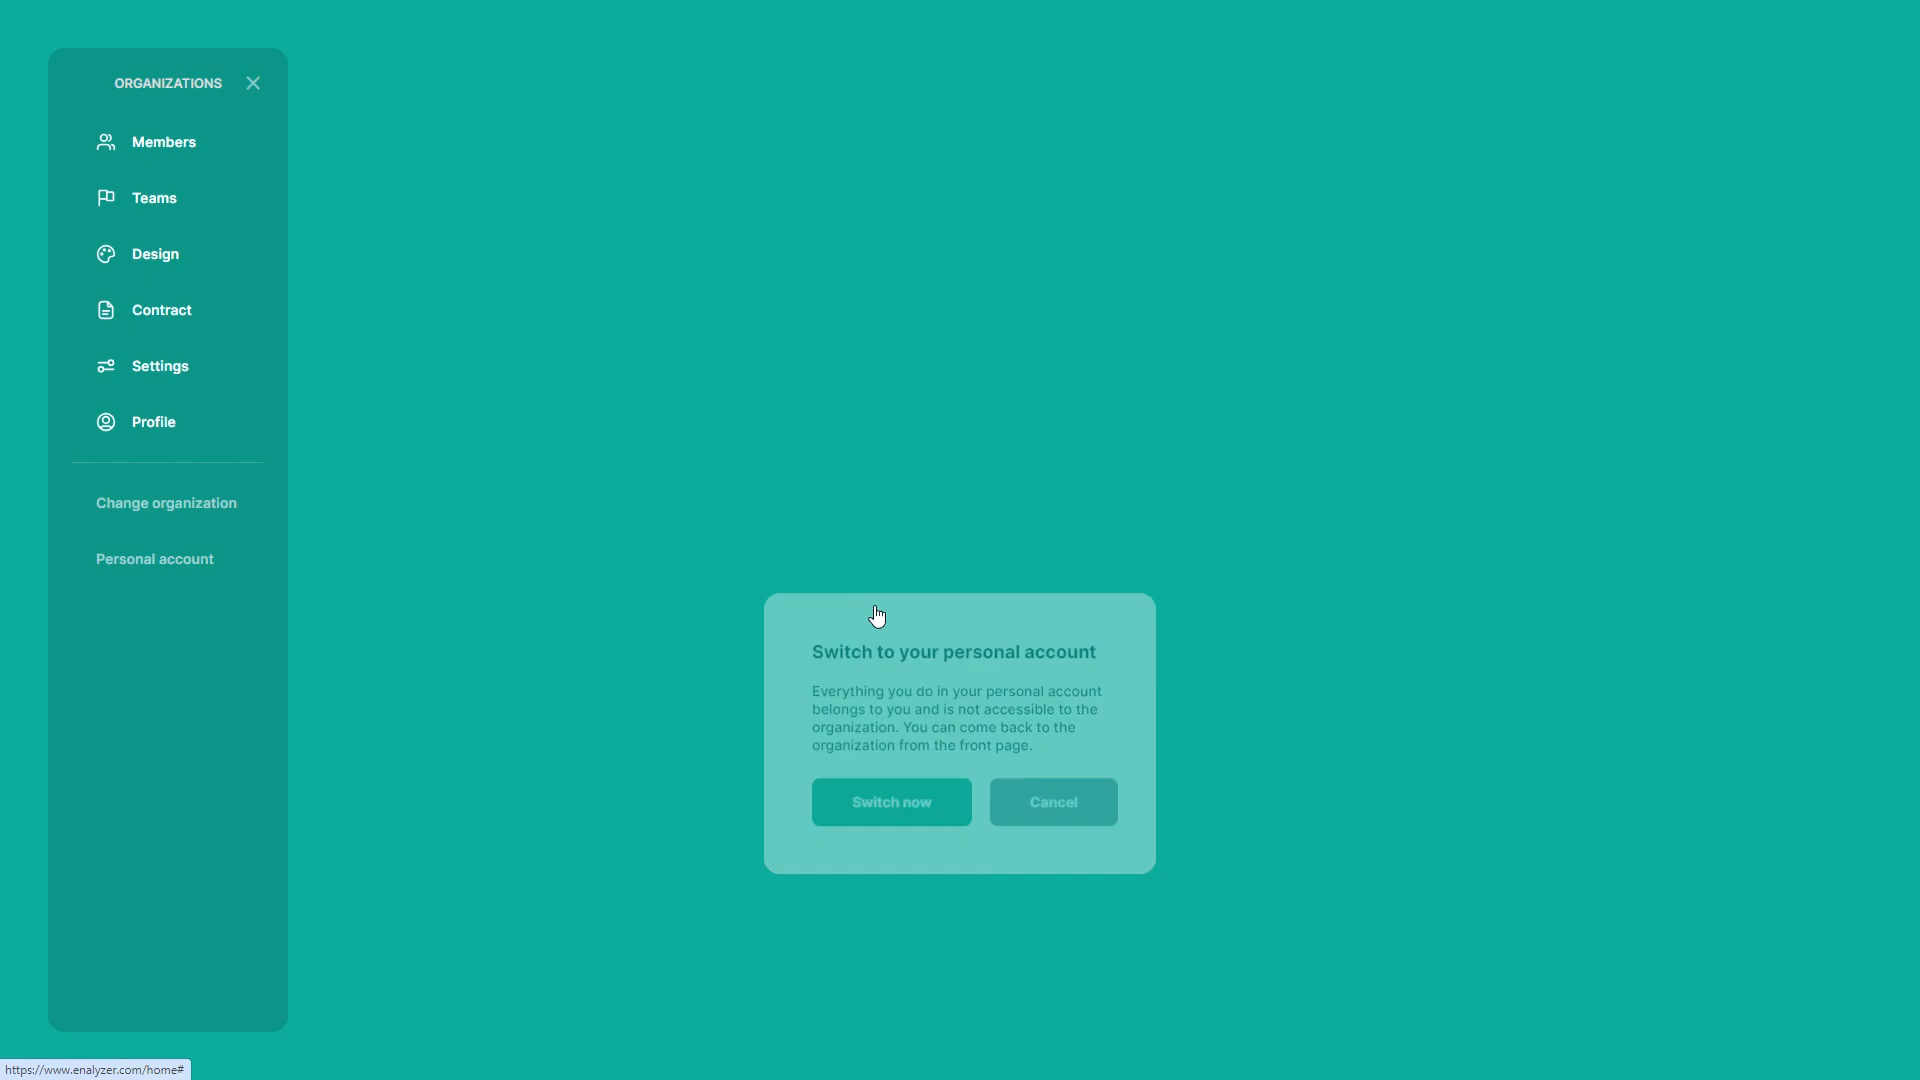 ORGANIZATIONS
Members
Teams
Design
Contract
Settings
Profile
Change organization
Personal account
Switch to your personal account
Everything you do in your personal account
belongs to you and is not accessible to the
organization. You can come back to the
organization from the front page.
Switch now
Cancel
https://www.enalyzer.com/home#